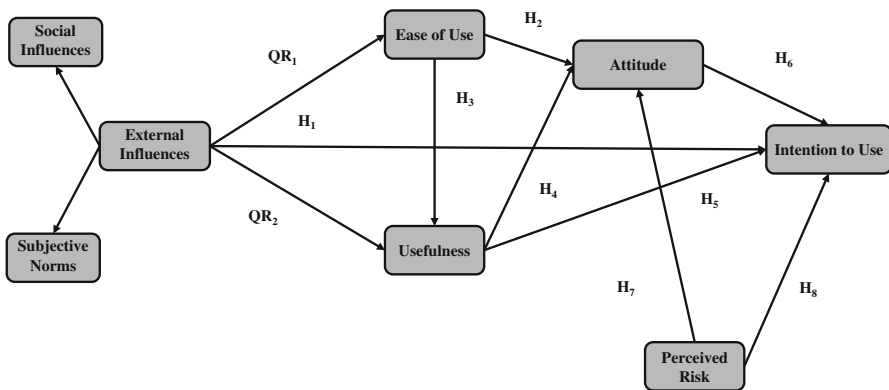 Social
Influences
Ease of Use
H2
QR1
Attitude
H6
H3
H1
External
Influences
Intention to Use
H4
H5
QR2
Subjective
Norms
Usefulness
H7
H8
Perceived
Risk